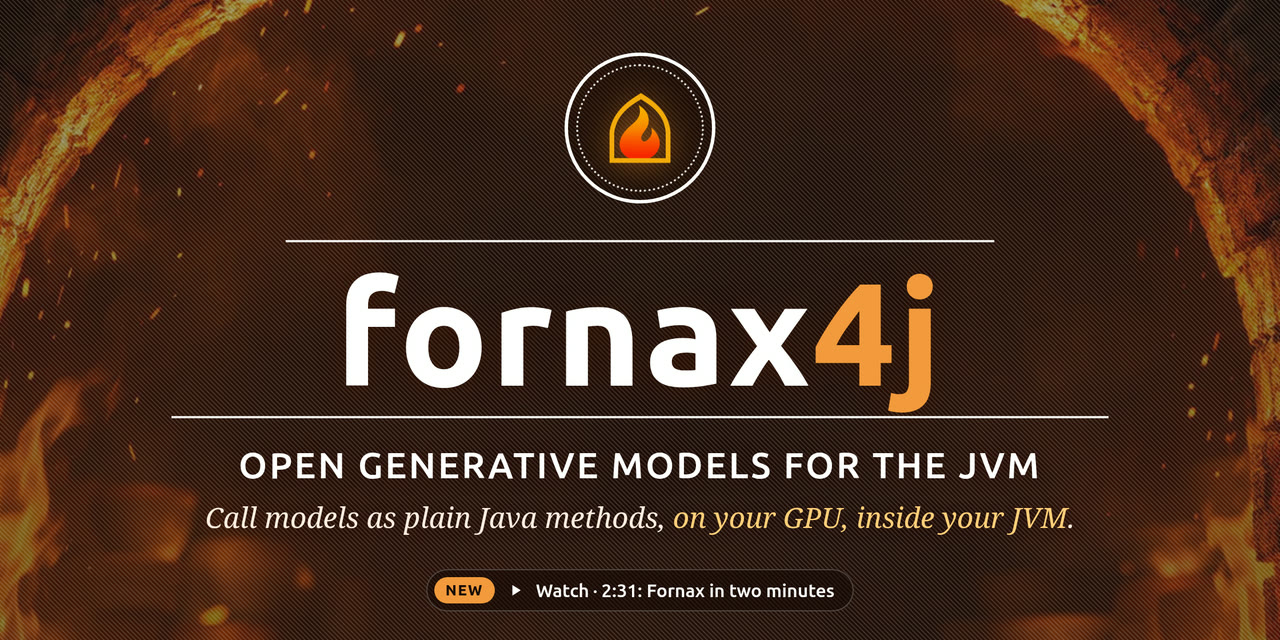 fornax4j
OPEN GENERATIVE MODELS FOR THE JVM
Call models as plain Java methods, on your GPU, inside your JVM.
NEW Watch · 2:31: Fornax in two minutes